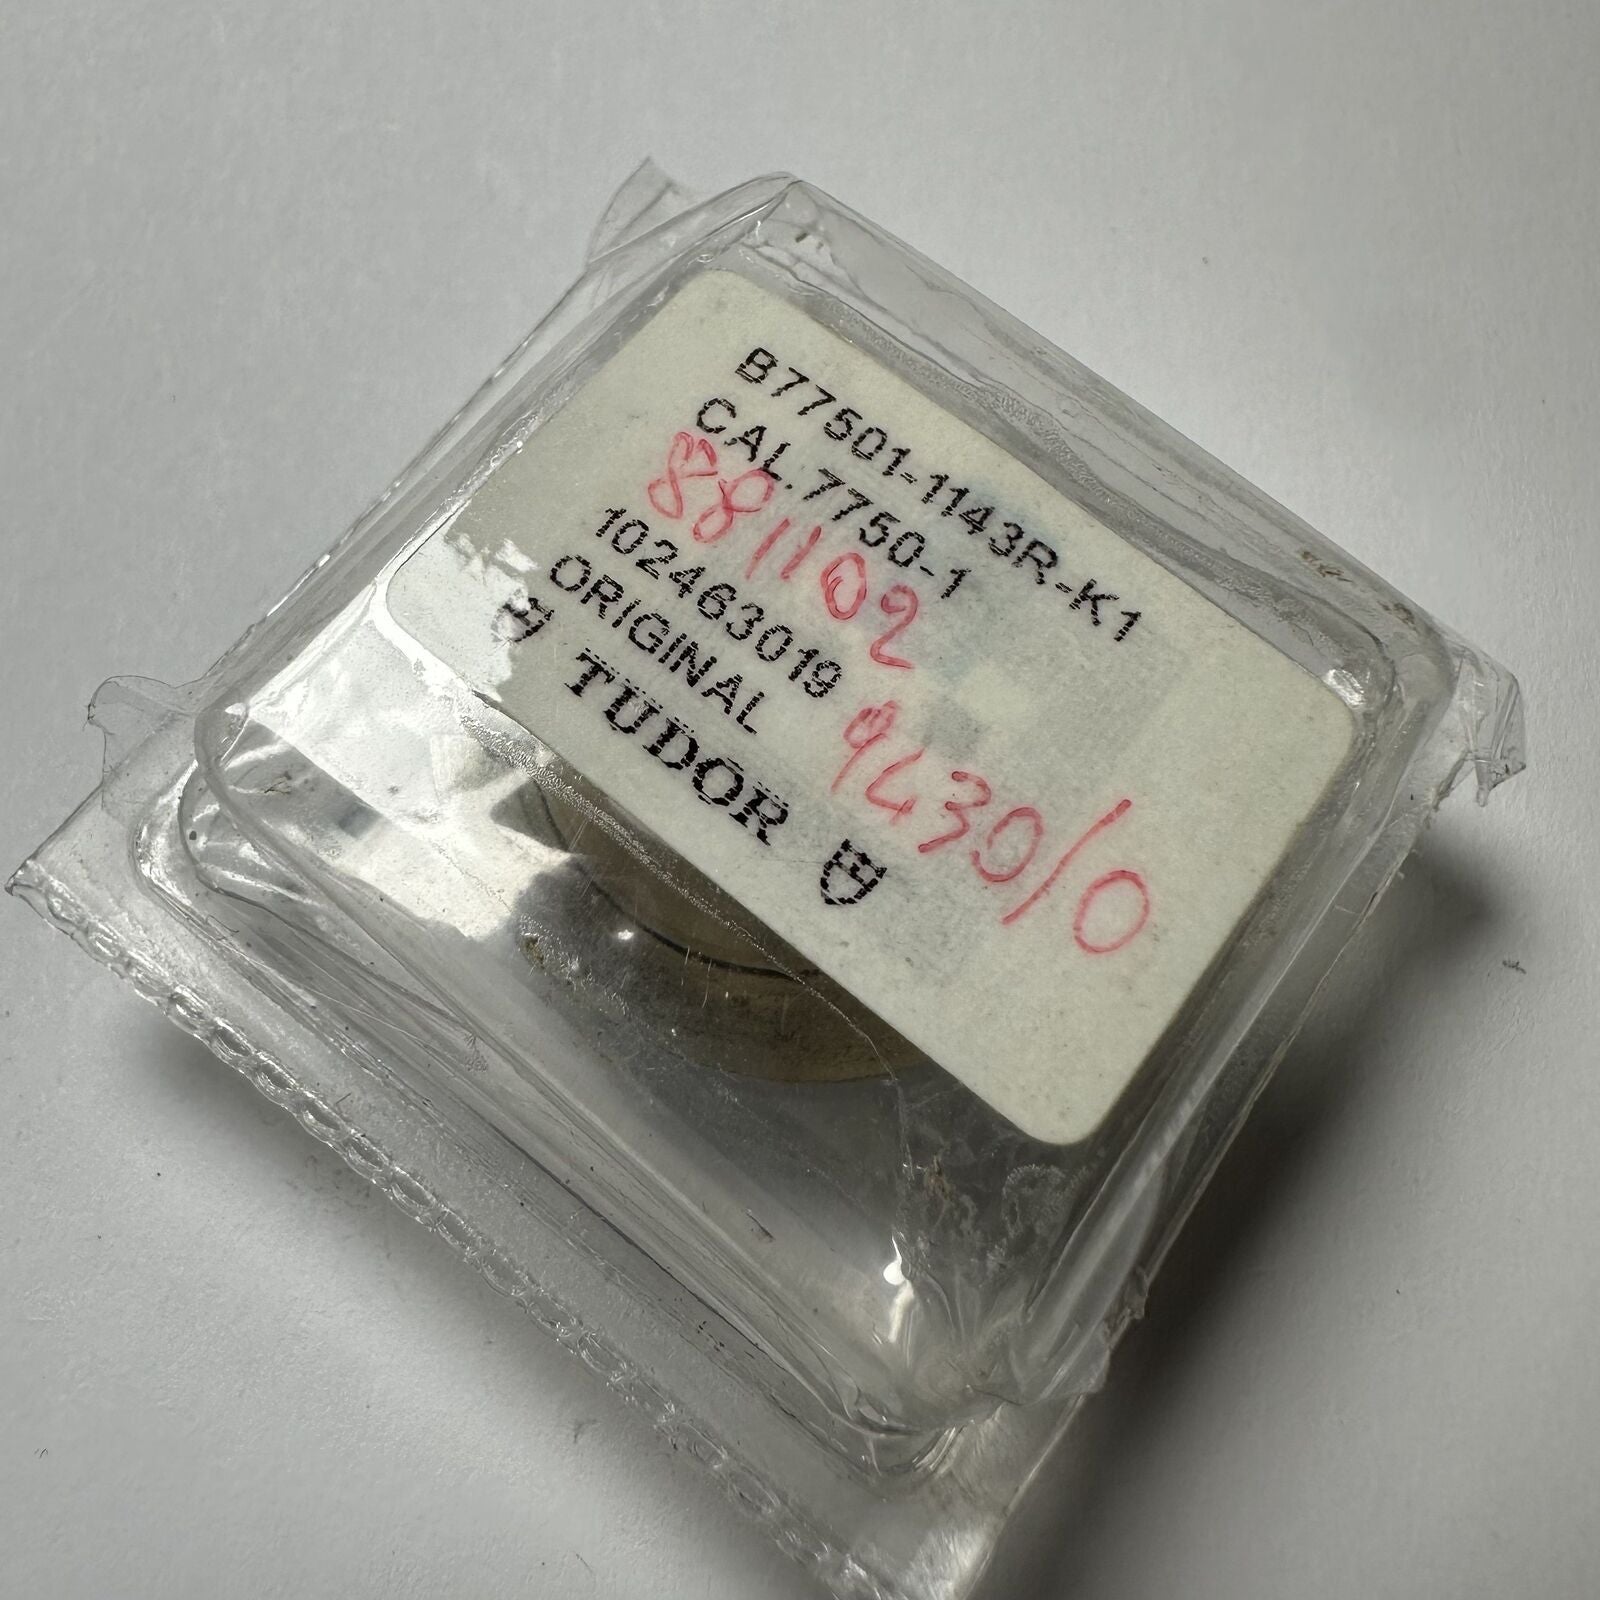 B77501-1143R-K1
CAL.7750-1
881102
102463019
ORIGINAL
TUDOR
9430/0